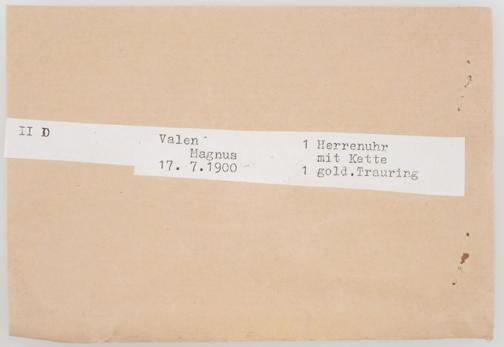 II D
Valen
Magnus
17. 7.1900
1 Herrenuhr
mit Kette
1 gold.Trauring